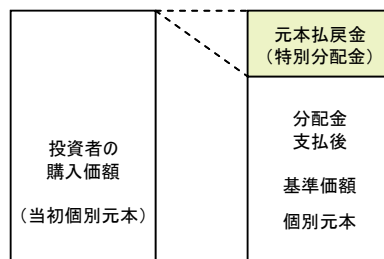 投資者の
購入価額
(当初個別元本)
元本払戻金
(特別分配金)
分配金
支払後
基準価額
個別元本